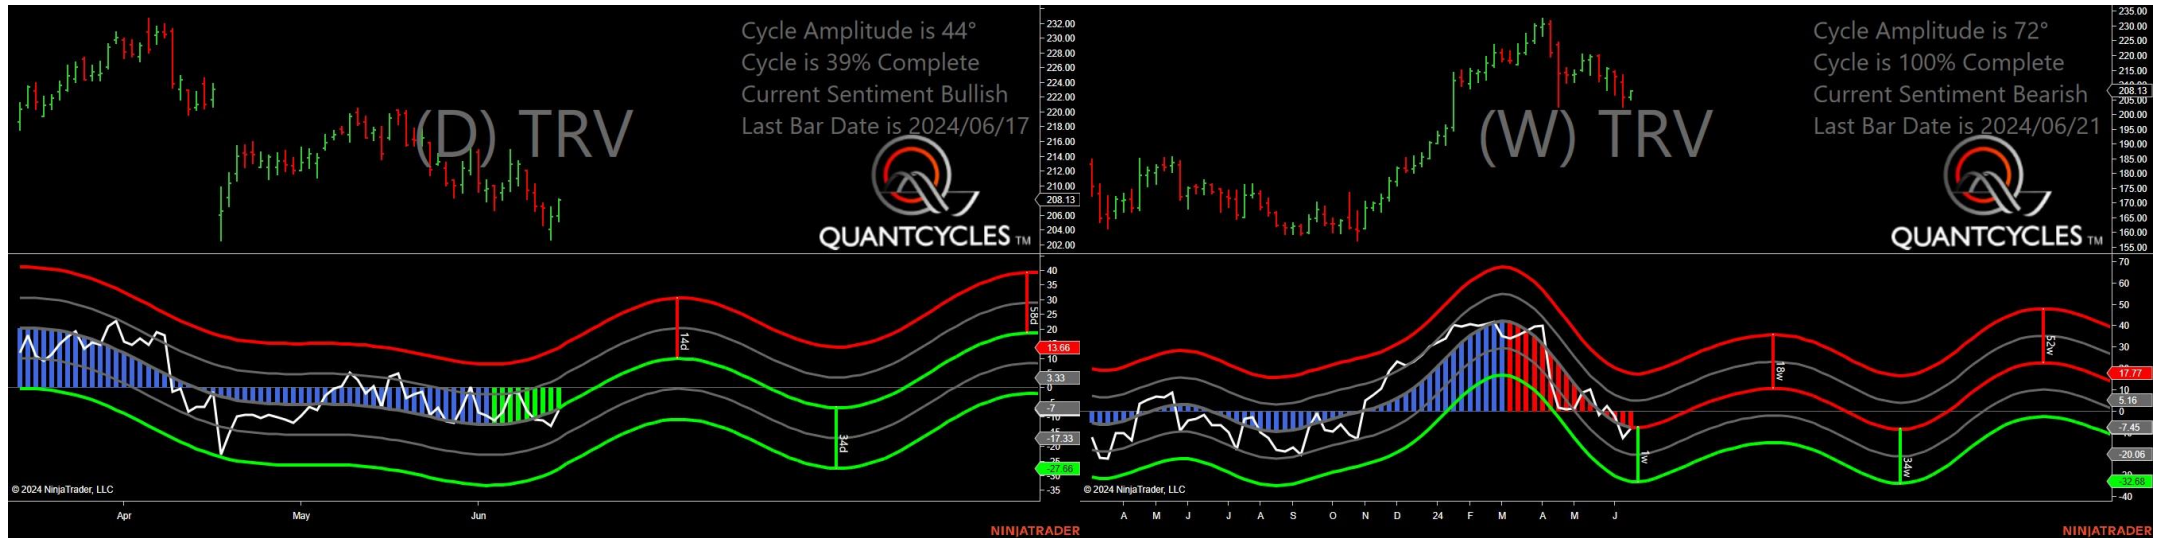 Cycle Amplitude is 44°
Cycle is 39% Complete
Current Sentiment Bullish
Last Bar Date is 2024/06/17
(D) TRV
QUANTCYCLES TM
232.00
230.00
228.00
226.00
224.00
222.00
220.00
218.00
216.00
214.00
212.00
210.00
208.13
206.00
204.00
202.00
40
35
30
25
20
13.66
10
3.33
0
-7
-17.33
-20
-27.66
-30
-35
14d
34d
58d
© 2024 NinjaTrader, LLC
Apr May Jun
NINJATRADER
Cycle Amplitude is 72°
Cycle is 100% Complete
Current Sentiment Bearish
Last Bar Date is 2024/06/21
(W) TRV
QUANTCYCLES TM
235.00
230.00
225.00
220.00
215.00
208.13
205.00
200.00
195.00
190.00
185.00
180.00
175.00
170.00
165.00
160.00
155.00
70
60
50
40
30
17.77
10
5.16
0
-7.45
-20.06
-30
-32.68
-40
1w
18w
34w
52w
© 2024 NinjaTrader, LLC
A M J J A S O N D 24 F M A M J
NINJATRADER